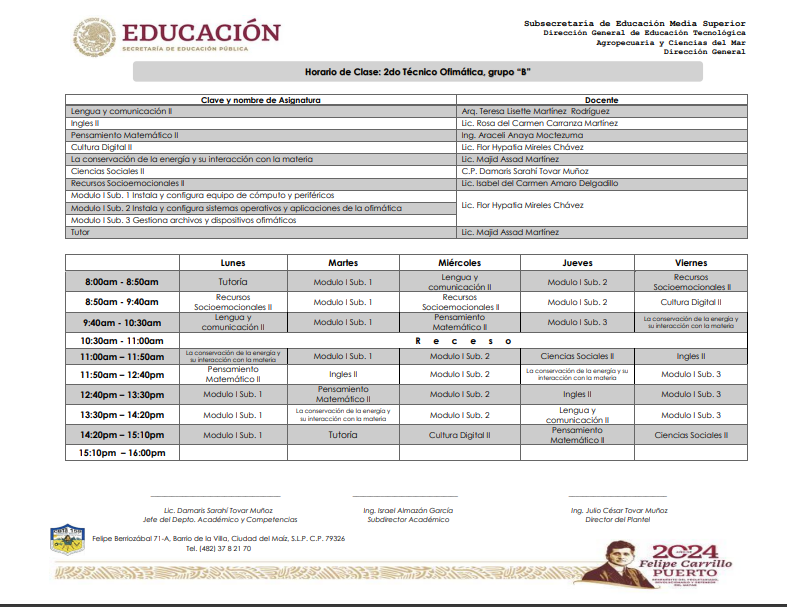 EDUCACIÓN
SECRETARÍA DE EDUCACIÓN PÚBLICA
Subsecretaría de Educación Media Superior
Dirección General de Educación Tecnológica
Agropecuaria y Ciencias del Mar
Dirección General
Horario de Clase: 2do Técnico Ofimática, grupo "B"
Clave y nombre de Asignatura Docente
Lengua y comunicación II Arq. Teresa Lisette Martínez Rodríguez
Ingles II Lic. Rosa del Carmen Carranza Martínez
Pensamiento Matemático II Ing. Araceli Anaya Moctezuma
Cultura Digital II Lic. Flor Hypatia Mireles Chávez
La conservación de la energía y su interacción con la materia Lic. Majid Assad Martínez
Ciencias Sociales II C.P. Damaris Sarahí Tovar Muñoz
Recursos Socioemocionales II Lic. Isabel del Carmen Amaro Delgadillo
Modulo I Sub. 1 Instala y configura equipo de cómputo y periféricos
Modulo I Sub. 2 Instala y configura sistemas operativos y aplicaciones de la ofimática Lic. Flor Hypatia Mireles Chávez
Modulo I Sub. 3 Gestiona archivos y dispositivos ofimáticos
Tutor Lic. Majid Assad Martínez
Lunes Martes Miércoles Jueves Viernes
8:00am - 8:50am Tutoría Modulo I Sub. 1 Lengua y comunicación II Modulo I Sub. 2 Recursos Socioemocionales II
8:50am - 9:40am Recursos Socioemocionales II Modulo I Sub. 1 Recursos Socioemocionales II Modulo I Sub. 2 Cultura Digital II
9:40am - 10:30am Lengua y comunicación II Modulo I Sub. 1 Pensamiento Matemático II Modulo I Sub. 3 La conservación de la energía y su interacción con la materia
10:30am - 11:00am R e c e s o
11:00am – 11:50am La conservación de la energía y su interacción con la materia Modulo I Sub. 1 Modulo I Sub. 2 Ciencias Sociales II Ingles II
11:50am – 12:40pm Pensamiento Matemático II Ingles II Modulo I Sub. 2 La conservación de la energía y su interacción con la materia Modulo I Sub. 3
12:40pm – 13:30pm Modulo I Sub. 1 Pensamiento Matemático II Modulo I Sub. 2 Ingles II Modulo I Sub. 3
13:30pm – 14:20pm Modulo I Sub. 1 La conservación de la energía y su interacción con la materia Modulo I Sub. 2 Lengua y comunicación II Modulo I Sub. 3
14:20pm – 15:10pm Modulo I Sub. 1 Tutoría Cultura Digital II Pensamiento Matemático II Ciencias Sociales II
15:10pm – 16:00pm
Lic. Damaris Sarahí Tovar Muñoz Ing. Israel Almazán García Ing. Julio César Tovar Muñoz
Jefe del Depto. Académico y Competencias Subdirector Académico Director del Plantel
Felipe Berriozábal 71-A, Barrio de la Villa, Ciudad del Maíz, S.L.P. C.P. 79326
Tel. (482) 37 8 21 70
2024
Felipe Carrillo
PUERTO